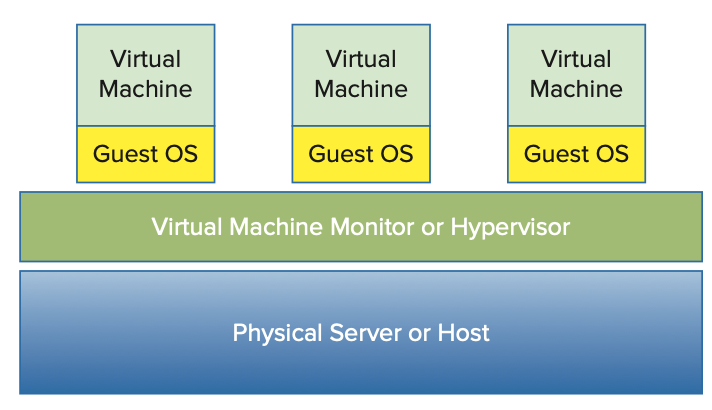 Virtual
Machine
Virtual
Machine
Virtual
Machine
Guest OS
Guest OS
Guest OS
Virtual Machine Monitor or Hypervisor
Physical Server or Host